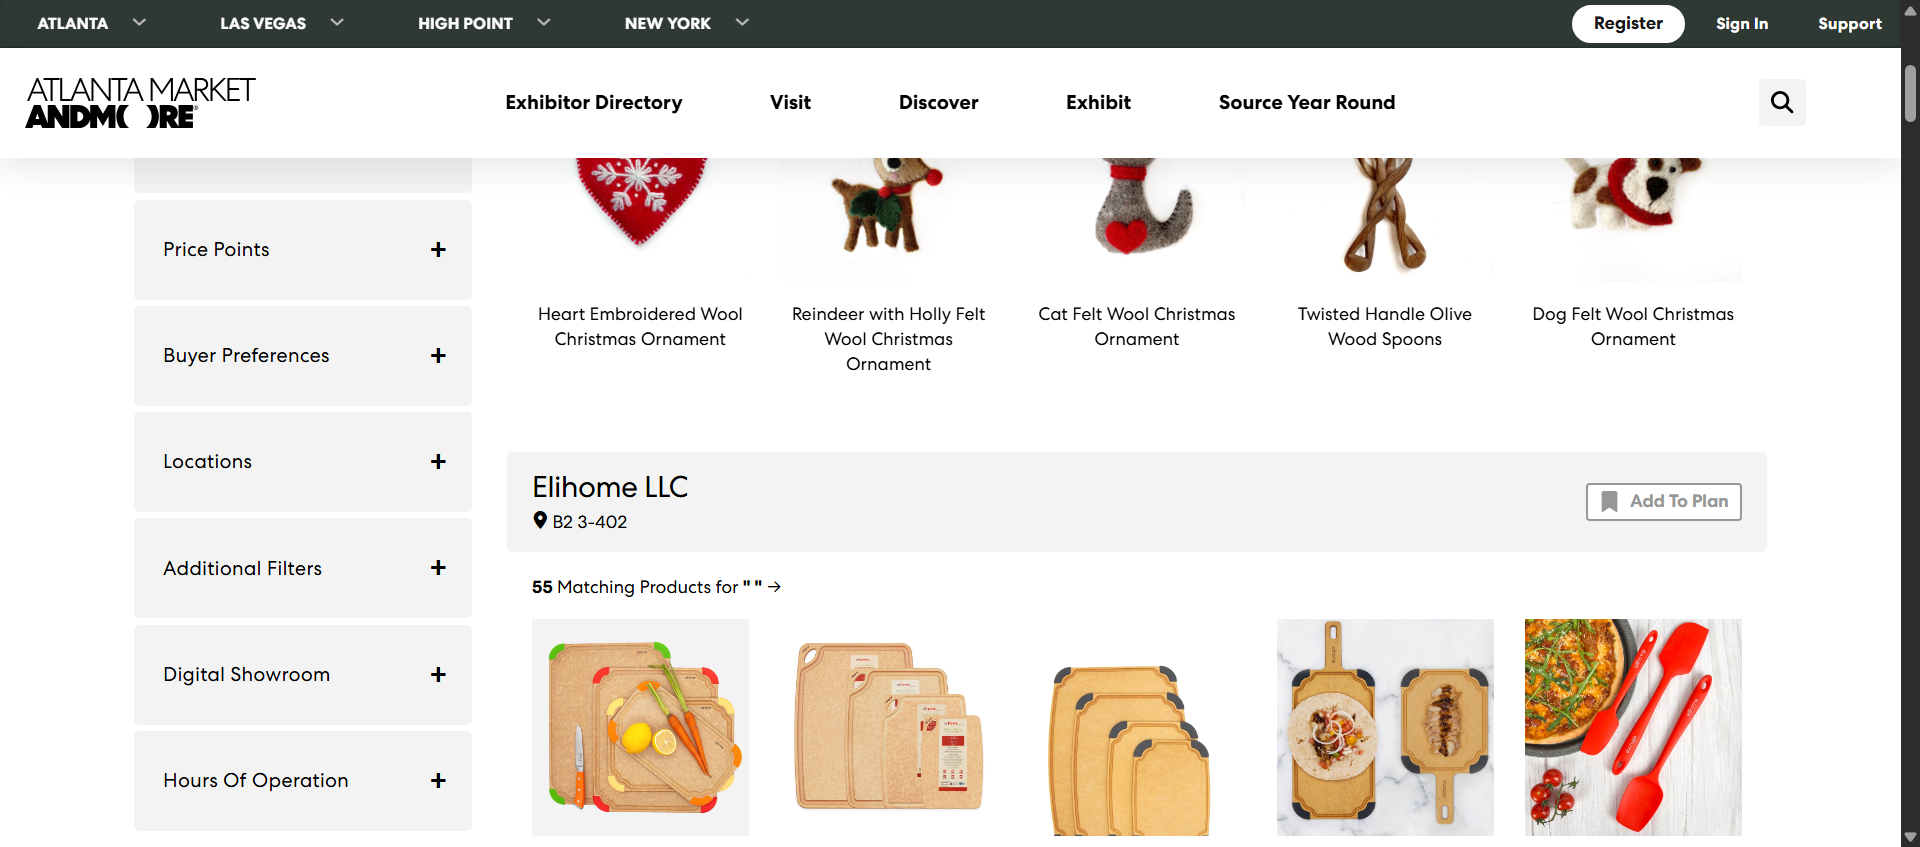 ATLANTA
LAS VEGAS
HIGH POINT
NEW YORK
Register
Sign In
Support
ATLANTA MARKET
ANDMORE®
Exhibitor Directory
Visit
Discover
Exhibit
Source Year Round
Price Points
Buyer Preferences
Locations
Additional Filters
Digital Showroom
Hours Of Operation
Heart Embroidered Wool
Christmas Ornament
Reindeer with Holly Felt
Wool Christmas
Ornament
Cat Felt Wool Christmas
Ornament
Twisted Handle Olive
Wood Spoons
Dog Felt Wool Christmas
Ornament
Elihome LLC
B2 3-402
Add To Plan
55 Matching Products for " " →